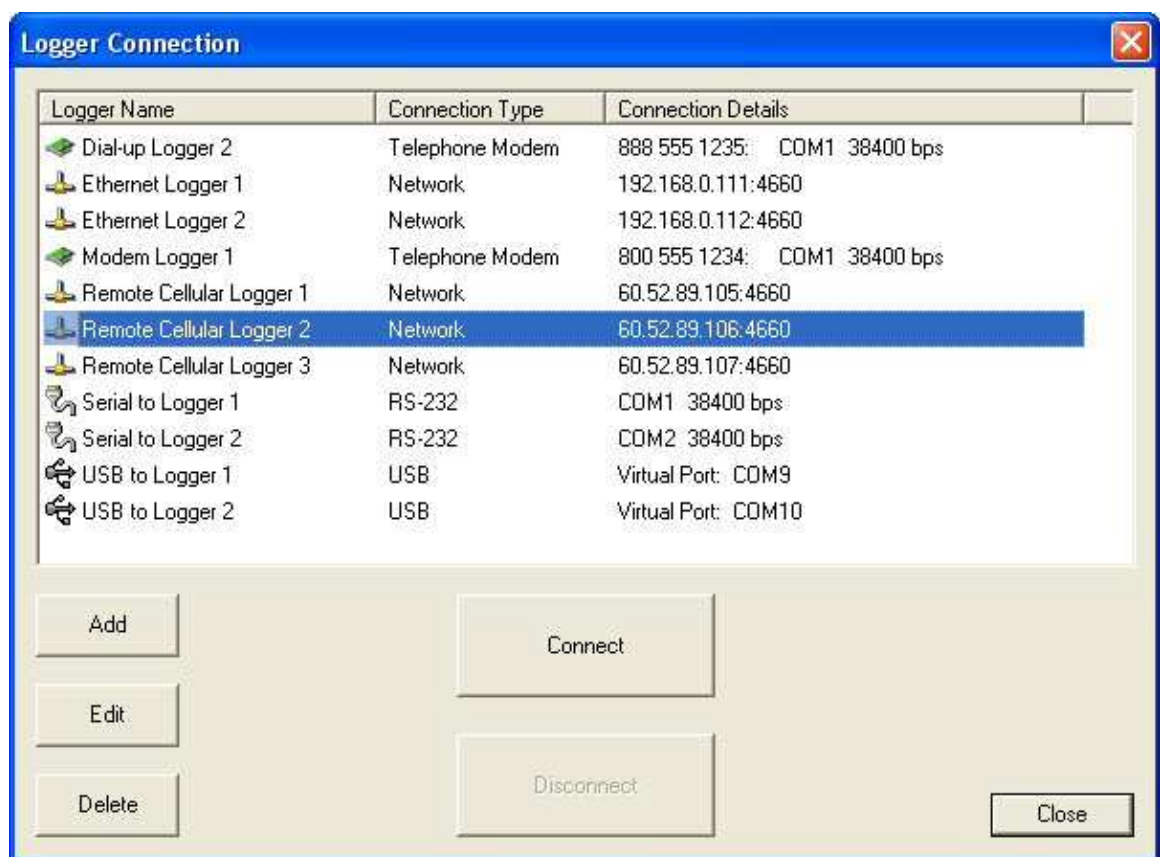 Logger Connection
Logger Name Connection Type Connection Details
Dial-up Logger 2 Telephone Modem 888 555 1235: COM1 38400 bps
Ethernet Logger 1 Network 192.168.0.111:4660
Ethernet Logger 2 Network 192.168.0.112:4660
Modem Logger 1 Telephone Modem 800 555 1234: COM1 38400 bps
Remote Cellular Logger 1 Network 60.52.89.105:4660
Remote Cellular Logger 2 Network 60.52.89.106:4660
Remote Cellular Logger 3 Network 60.52.89.107:4660
Serial to Logger 1 RS-232 COM1 38400 bps
Serial to Logger 2 RS-232 COM2 38400 bps
USB to Logger 1 USB Virtual Port: COM9
USB to Logger 2 USB Virtual Port: COM10
Add
Connect
Edit
Disconnect
Delete
Close